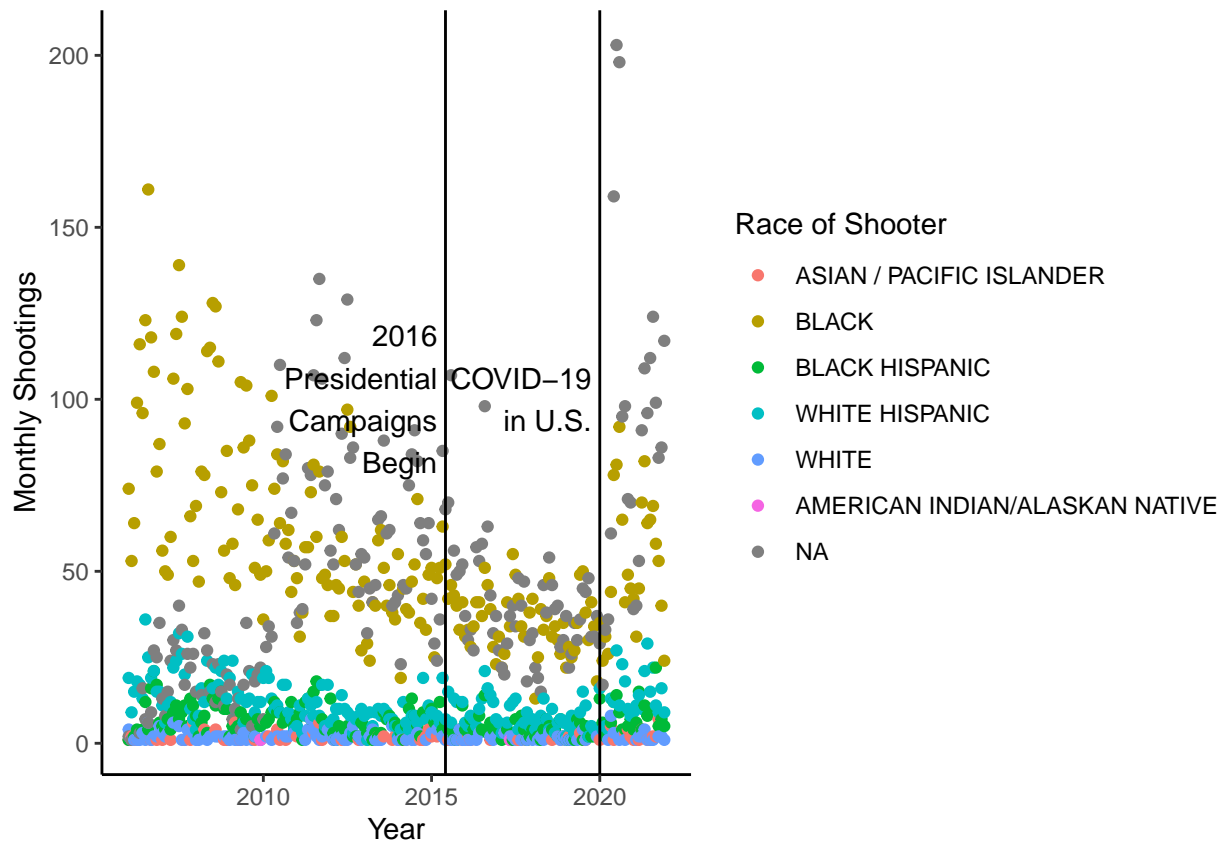 200
150
100
50
0
Monthly Shootings
2016
Presidential
Campaigns
Begin
COVID−19
in U.S.
2010
2015
2020
Year
Race of Shooter
ASIAN / PACIFIC ISLANDER
BLACK
BLACK HISPANIC
WHITE HISPANIC
WHITE
AMERICAN INDIAN/ALASKAN NATIVE
NA